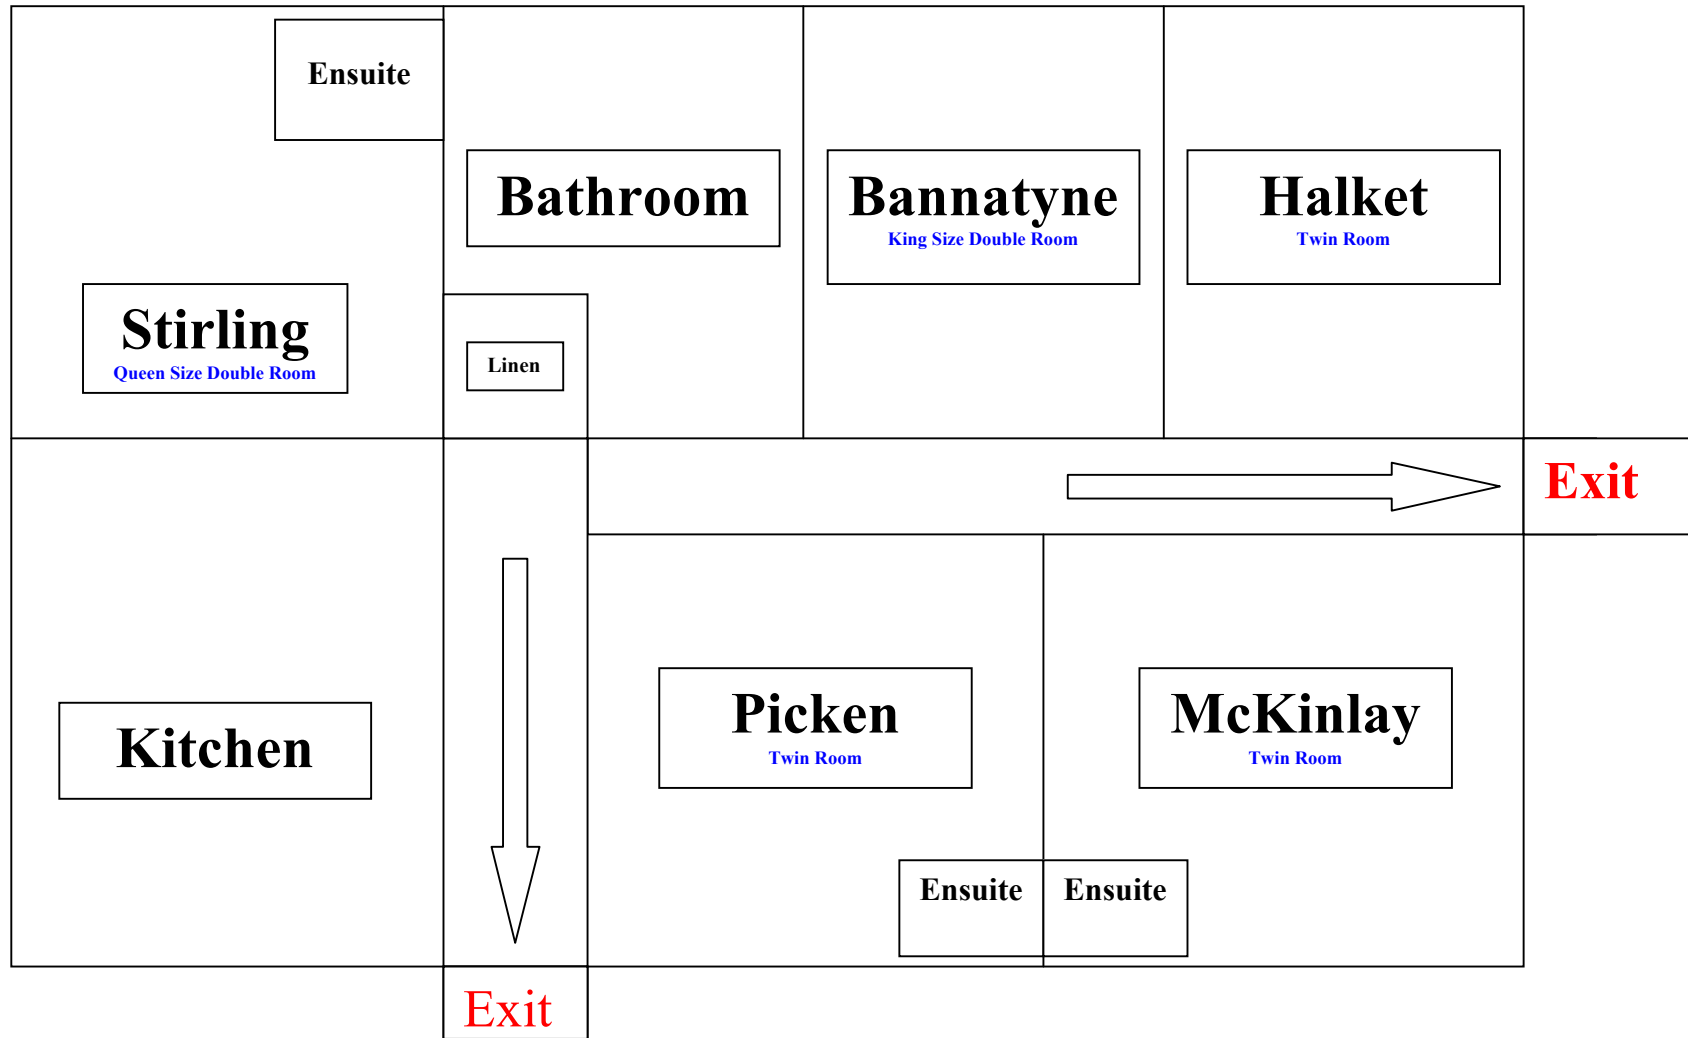 Ensuite
Bathroom
Bannatyne
King Size Double Room
Halket
Twin Room
Stirling
Queen Size Double Room
Linen
Exit
Kitchen
Picken
Twin Room
McKinlay
Twin Room
Ensuite
Ensuite
Exit